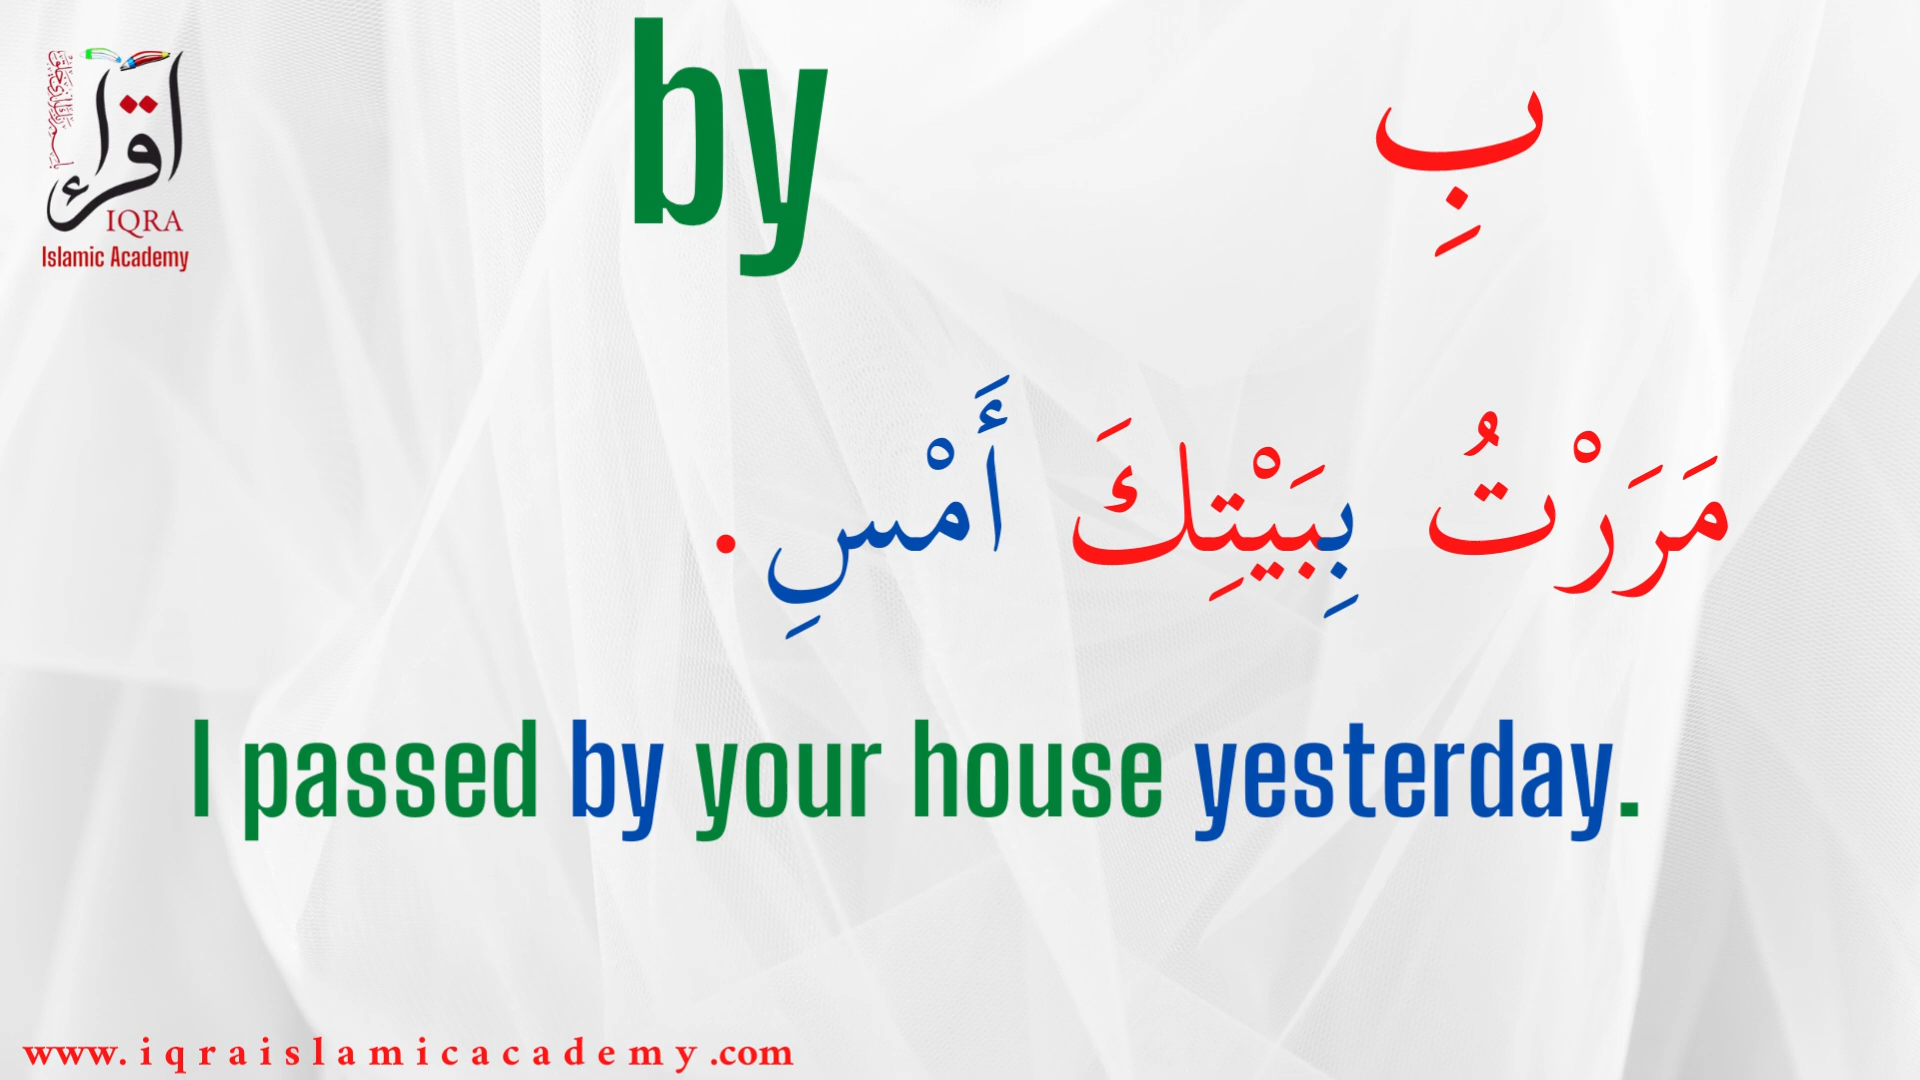 اقرأ
IQRA
Islamic Academy
by
بِ
مَرَرْتُ بِبَيْتِكَ أَمْسِ.
I passed by your house yesterday.
www.iqraislamicacademy.com